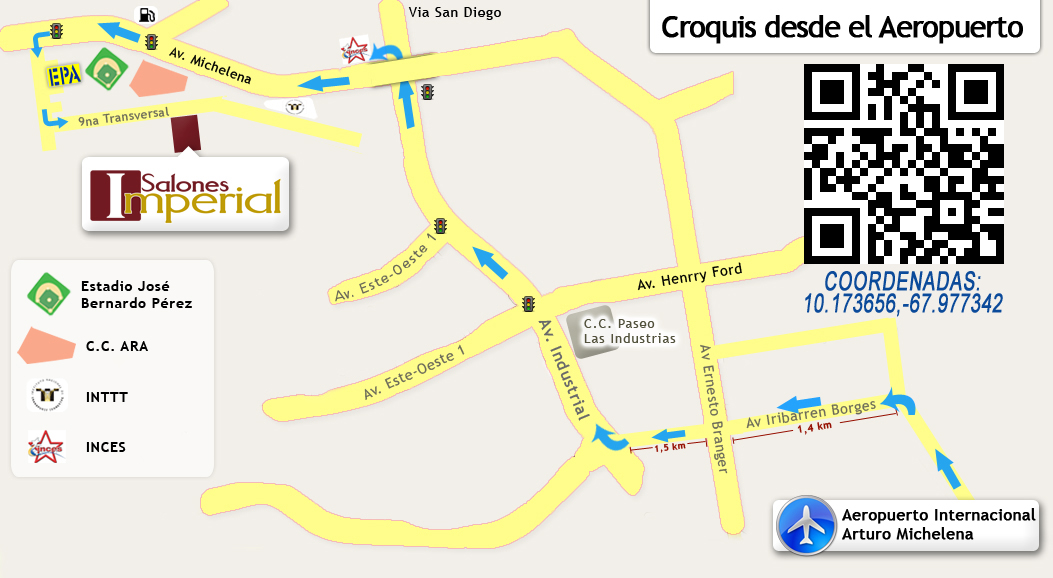 Croquis desde el Aeropuerto
Via San Diego
inces
Av. Michelena
EPA
9na Transversal
Salones
Imperial
COORDENADAS:
10.173656,-67.977342
Av. Este-Oeste 1
Av. Henrry Ford
Estadio José
Bernardo Pérez
C.C. ARA
INTTT
inces
INCES
C.C. Paseo
Las Industrias
Av. Industrial
Av. Este-Oeste 1
Av Ernesto Branger
Av Iribarren Borges
1,4 km
1,5 km
Aeropuerto Internacional
Arturo Michelena